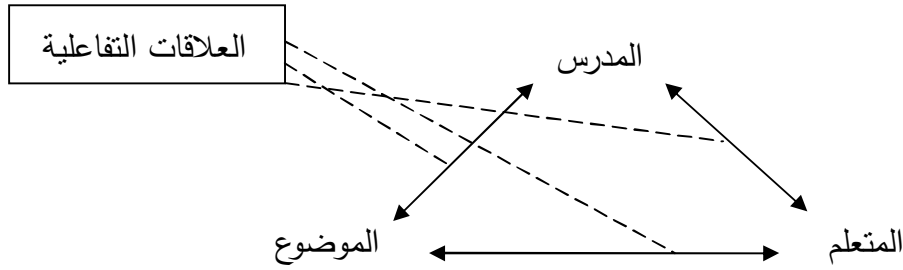 العلاقات التفاعلية
المدرس
المتعلم
الموضوع